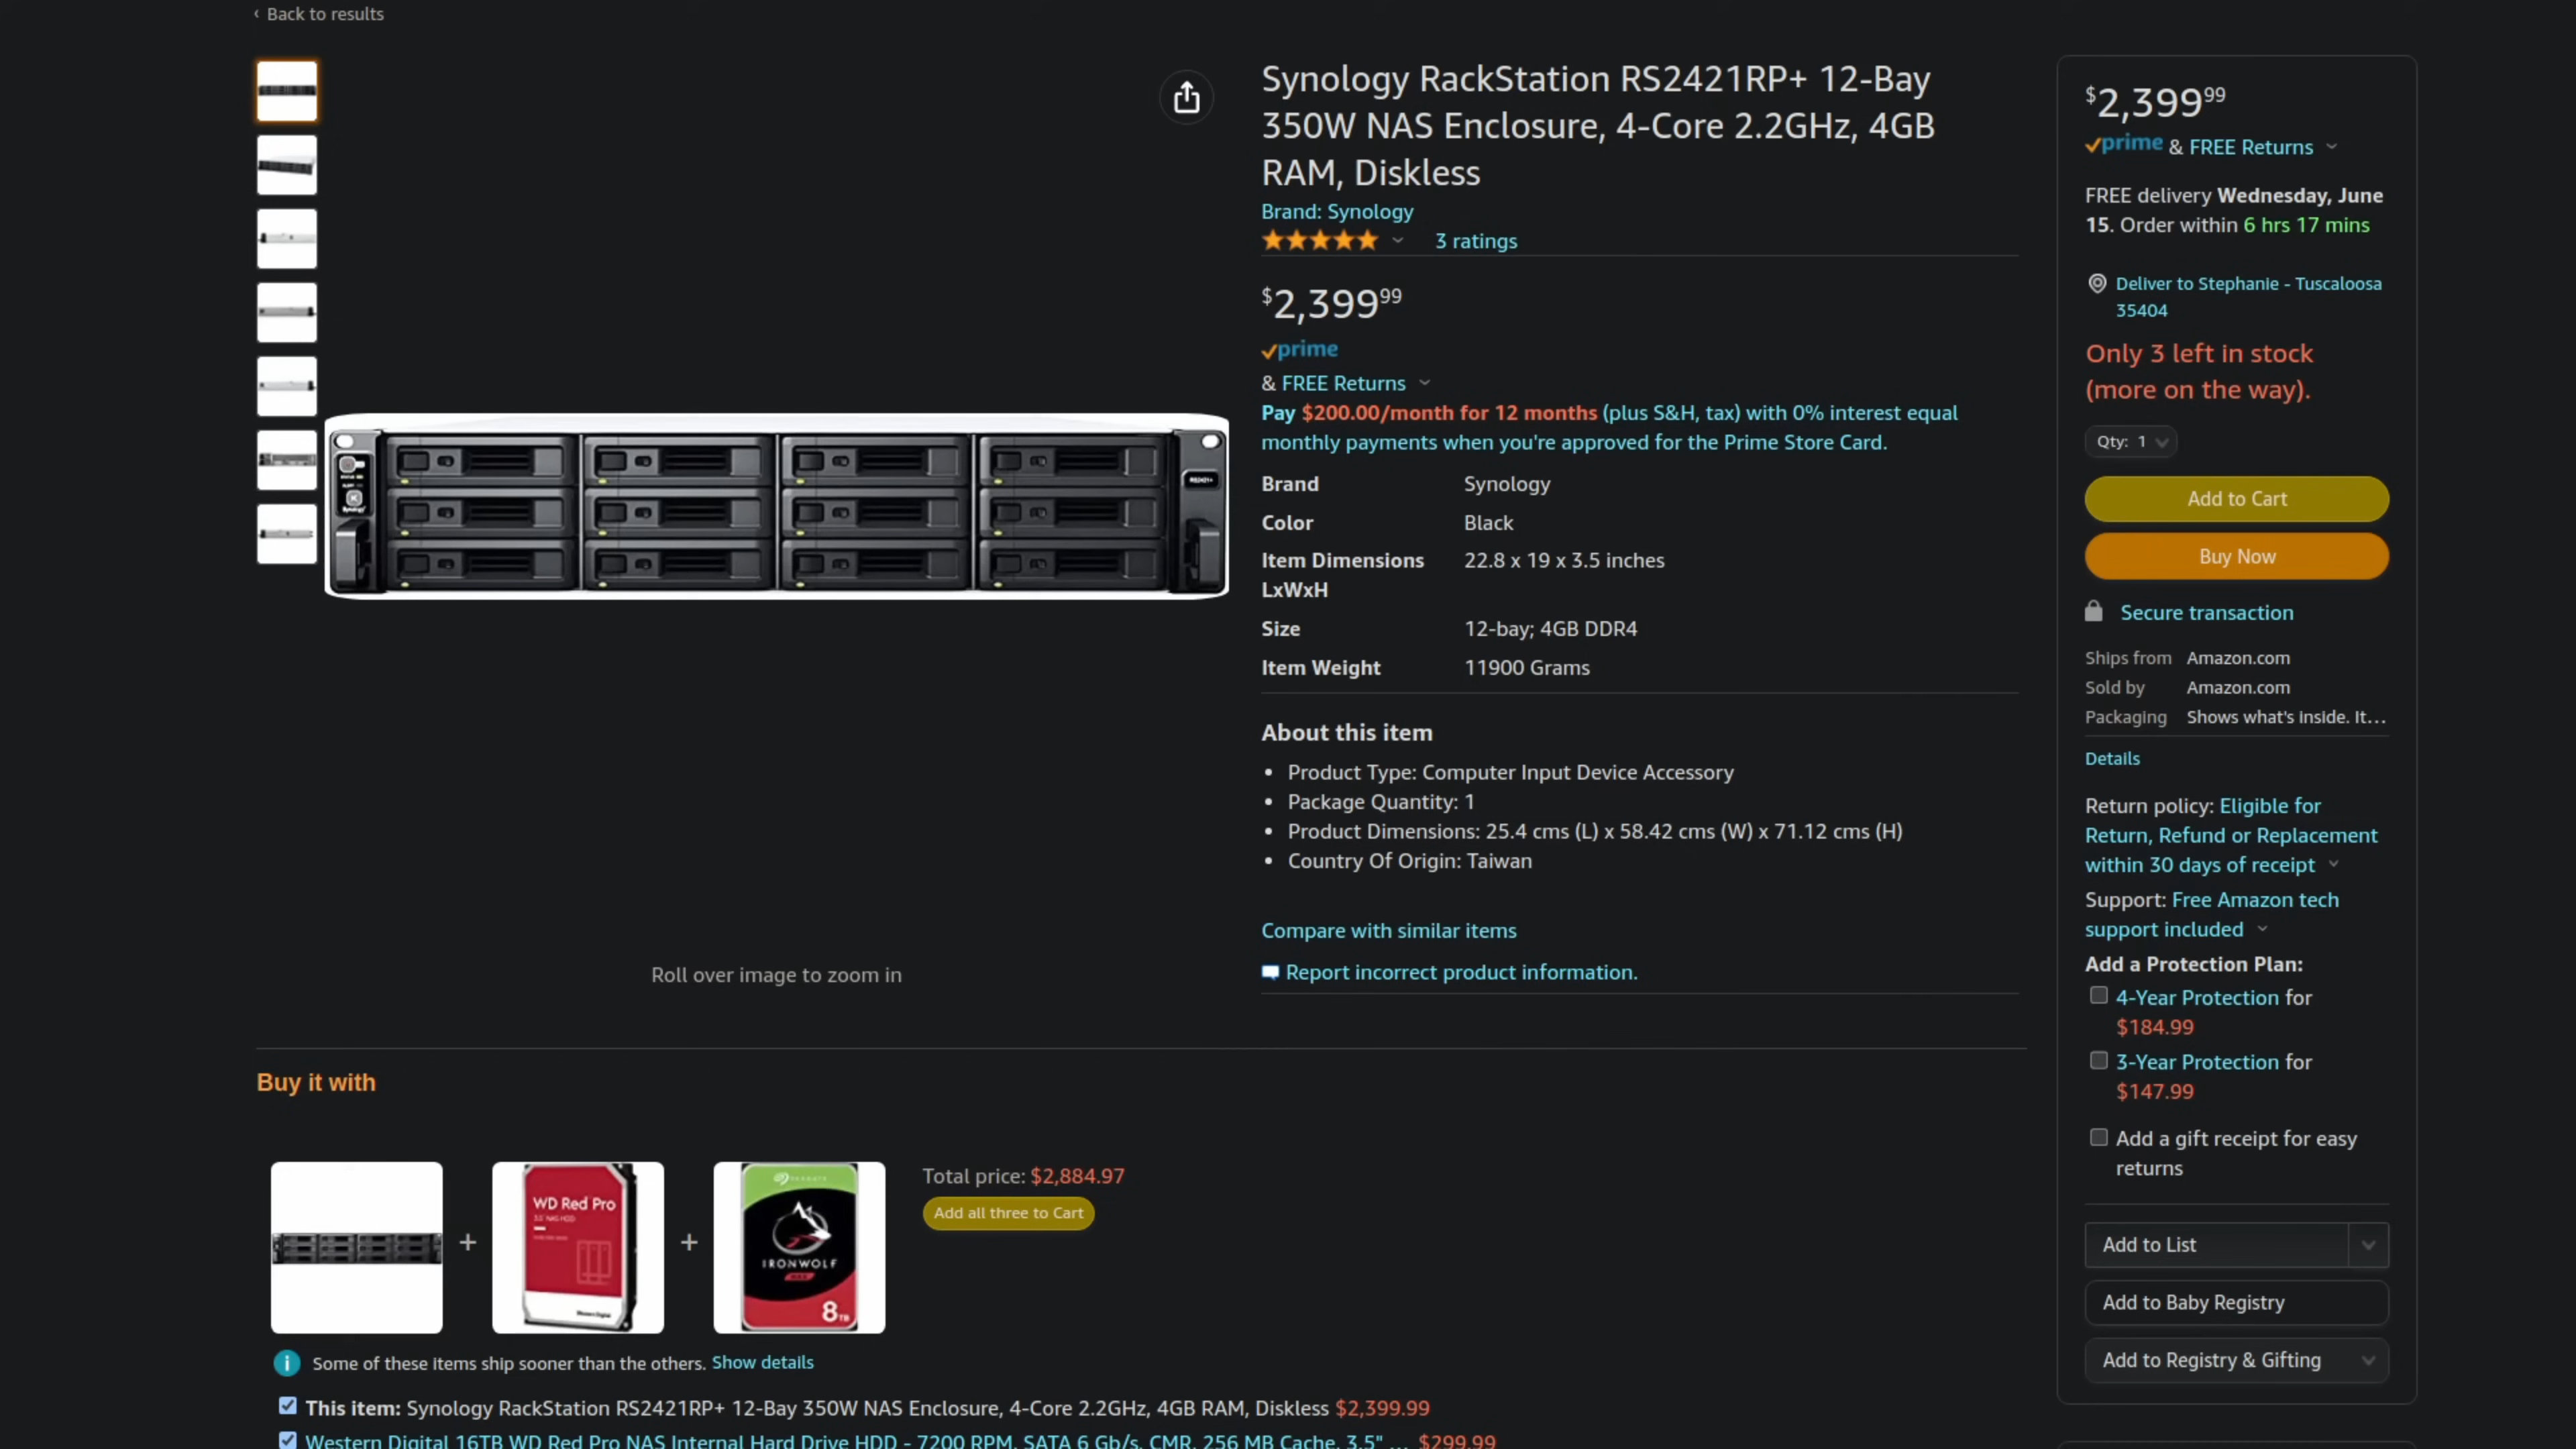 ‹ Back to results
Synology RackStation RS2421RP+ 12-Bay
350W NAS Enclosure, 4-Core 2.2GHz, 4GB
RAM, Diskless
Brand: Synology
3 ratings
$2,399 99
prime
& FREE Returns
Pay $200.00/month for 12 months (plus S&H, tax) with 0% interest equal
monthly payments when you're approved for the Prime Store Card.
Brand Synology
Color Black
Item Dimensions 22.8 x 19 x 3.5 inches
LxWxH
Size 12-bay; 4GB DDR4
Item Weight 11900 Grams
About this item
• Product Type: Computer Input Device Accessory
• Package Quantity: 1
• Product Dimensions: 25.4 cms (L) x 58.42 cms (W) x 71.12 cms (H)
• Country Of Origin: Taiwan
Compare with similar items
Report incorrect product information.
Roll over image to zoom in
$2,399 99
prime & FREE Returns
FREE delivery Wednesday, June
15. Order within 6 hrs 17 mins
Deliver to Stephanie - Tuscaloosa
35404
Only 3 left in stock
(more on the way).
Qty: 1
Add to Cart
Buy Now
Secure transaction
Ships from Amazon.com
Sold by Amazon.com
Packaging Shows what's inside. It...
Details
Return policy: Eligible for
Return, Refund or Replacement
within 30 days of receipt
Support: Free Amazon tech
support included
Add a Protection Plan:
4-Year Protection for
$184.99
3-Year Protection for
$147.99
Add a gift receipt for easy
returns
Add to List
Add to Baby Registry
Add to Registry & Gifting
Buy it with
WD Red Pro
+
+
IRONWOLF
8TB
Total price: $2,884.97
Add all three to Cart
Some of these items ship sooner than the others. Show details
This item: Synology RackStation RS2421RP+ 12-Bay 350W NAS Enclosure, 4-Core 2.2GHz, 4GB RAM, Diskless $2,399.99
Western Digital 16TB WD Red Pro NAS Internal Hard Drive HDD - 7200 RPM, SATA 6 Gb/s, CMR, 256 MB Cache, 3.5" ... $299.99